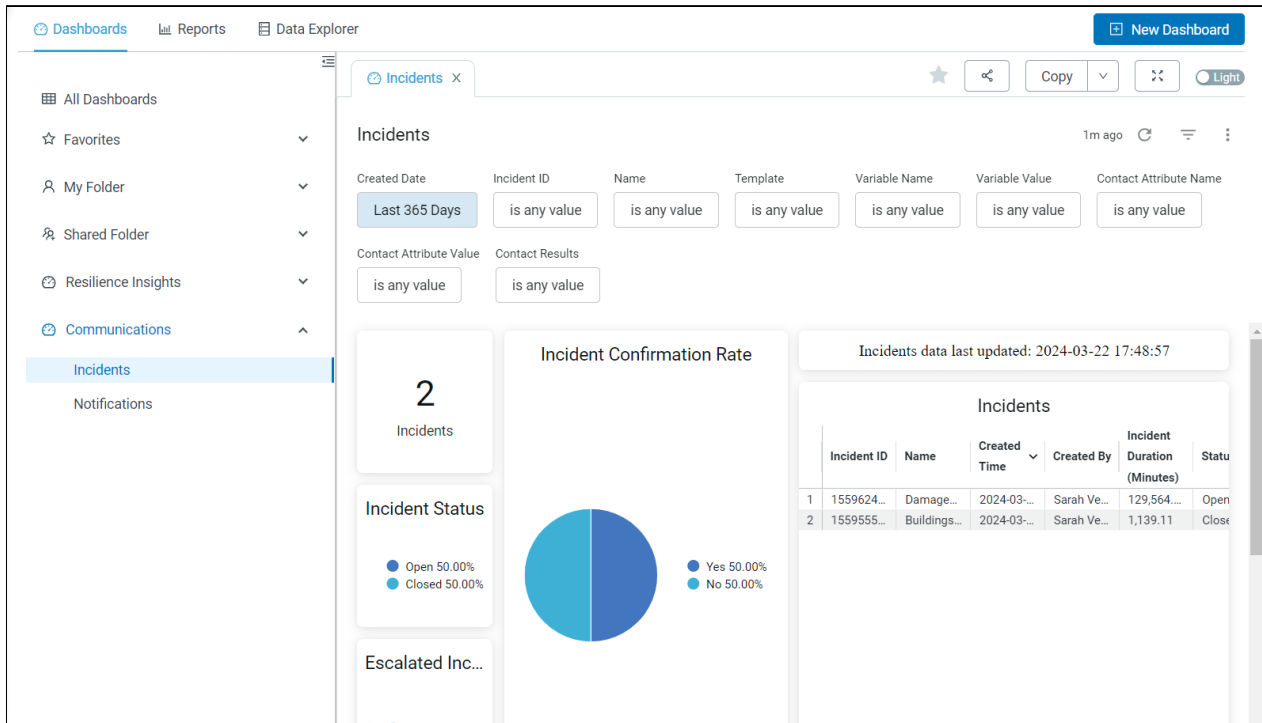 Dashboards Reports Data Explorer New Dashboard
All Dashboards
Favorites
My Folder
Shared Folder
Resilience Insights
Communications
Incidents
Notifications
Incidents X Copy Light
Incidents 1m ago
Created Date Incident ID Name Template Variable Name Variable Value Contact Attribute Name
Last 365 Days is any value is any value is any value is any value is any value is any value
Contact Attribute Value Contact Results
is any value is any value
2
Incidents
Incident Status
Open 50.00%
Closed 50.00%
Escalated Inc...
Incident Confirmation Rate
Yes 50.00%
No 50.00%
Incidents data last updated: 2024-03-22 17:48:57
Incidents
Incident ID Name Created Time Created By Incident Duration (Minutes) Statu
1 1559624... Damage... 2024-03-... Sarah Ve... 129,564.... Open
2 1559555... Buildings... 2024-03-... Sarah Ve... 1,139.11 Close